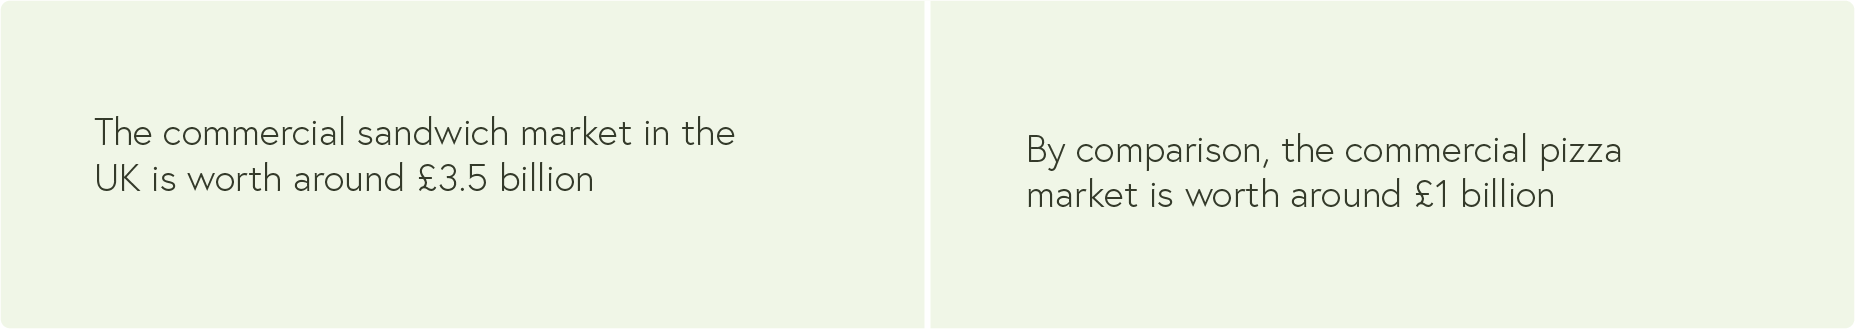 The commercial sandwich market in the
UK is worth around £3.5 billion
By comparison, the commercial pizza
market is worth around £1 billion